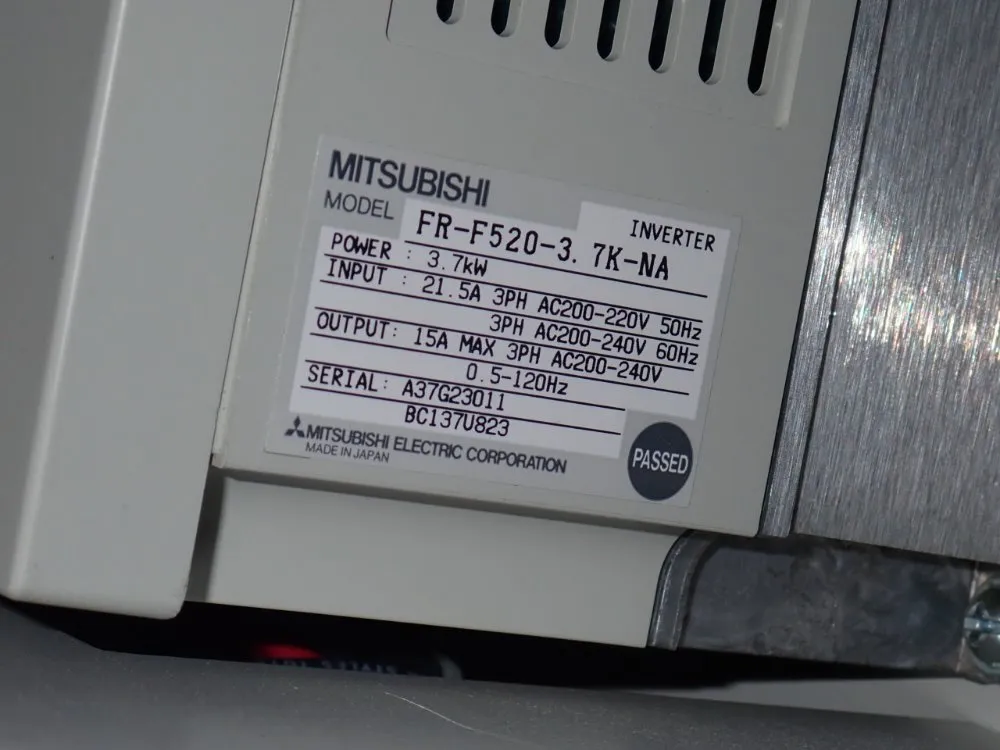 MITSUBISHI
INVERTER
MODEL FR-F520-3.7K-NA
POWER : 3.7kW
INPUT : 21.5A 3PH AC200-220V 50Hz
3PH AC200-240V 60Hz
OUTPUT: 15A MAX 3PH AC200-240V
0.5-120Hz
SERIAL: A37G23011
BC137U823
MITSUBISHI ELECTRIC CORPORATION
MADE IN JAPAN
PASSED